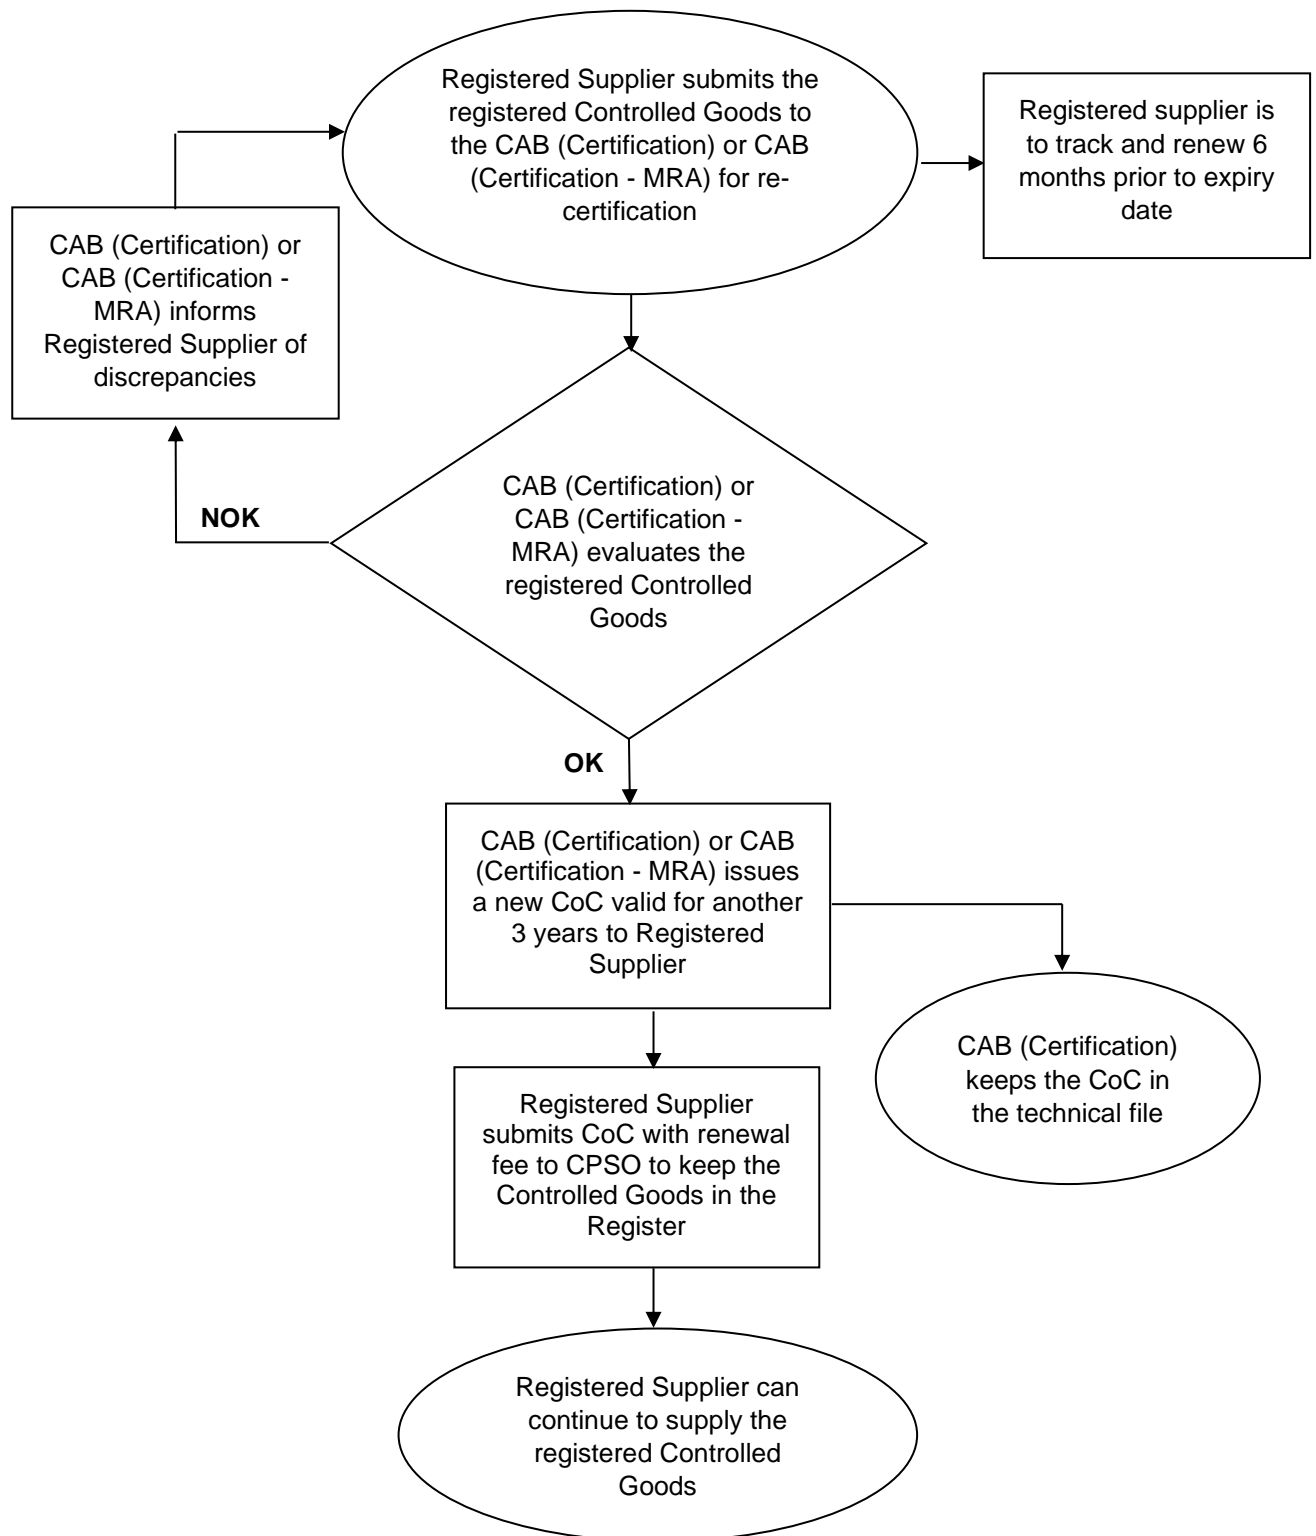 Registered Supplier submits the
registered Controlled Goods to
the CAB (Certification) or CAB
(Certification - MRA) for re-
certification
Registered supplier is
to track and renew 6
months prior to expiry
date
CAB (Certification) or
CAB (Certification -
MRA) informs
Registered Supplier of
discrepancies
CAB (Certification) or
CAB (Certification -
MRA) evaluates the
registered Controlled
Goods
NOK
OK
CAB (Certification) or CAB
(Certification - MRA) issues
a new CoC valid for another
3 years to Registered
Supplier
CAB (Certification)
keeps the CoC in
the technical file
Registered Supplier
submits CoC with renewal
fee to CPSO to keep the
Controlled Goods in the
Register
Registered Supplier can
continue to supply the
registered Controlled
Goods